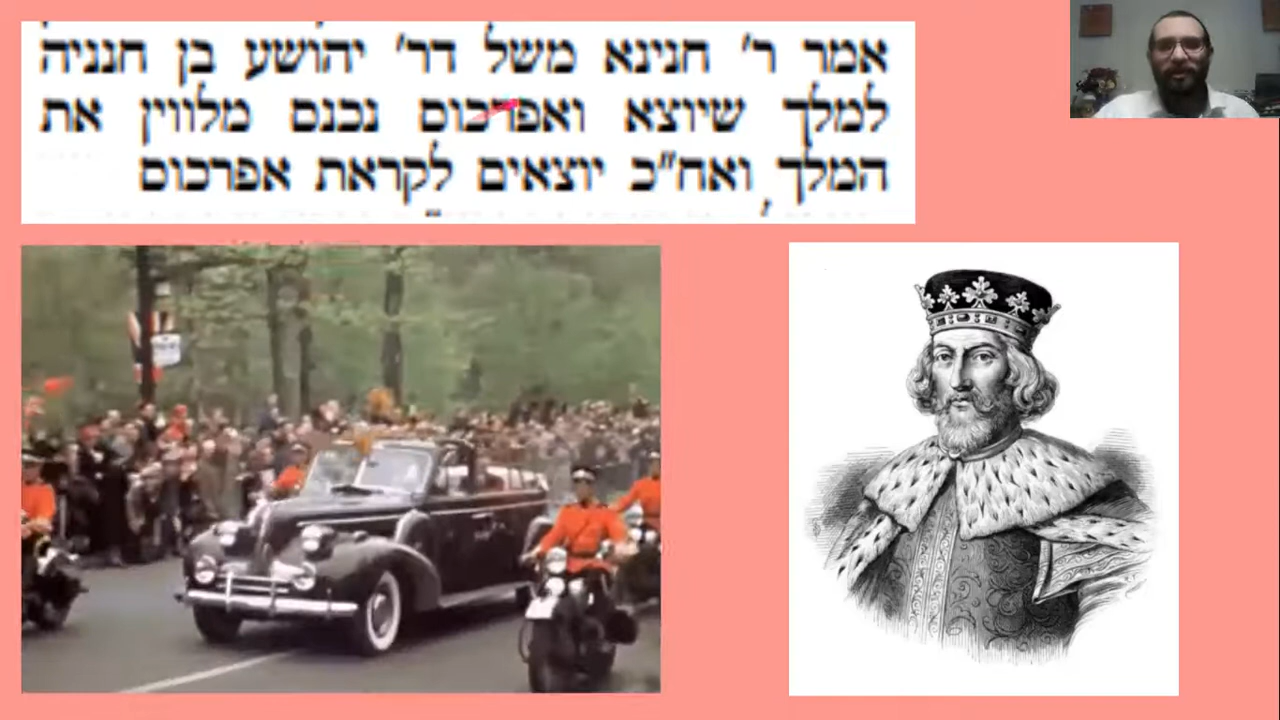 אמר ר' חנינא משל דר' יהושע בן חנניה
למלך שיוצא ואפרכוס נכנס מלווין את
המלך ואח"כ יוצאים לקראת אפרכוס